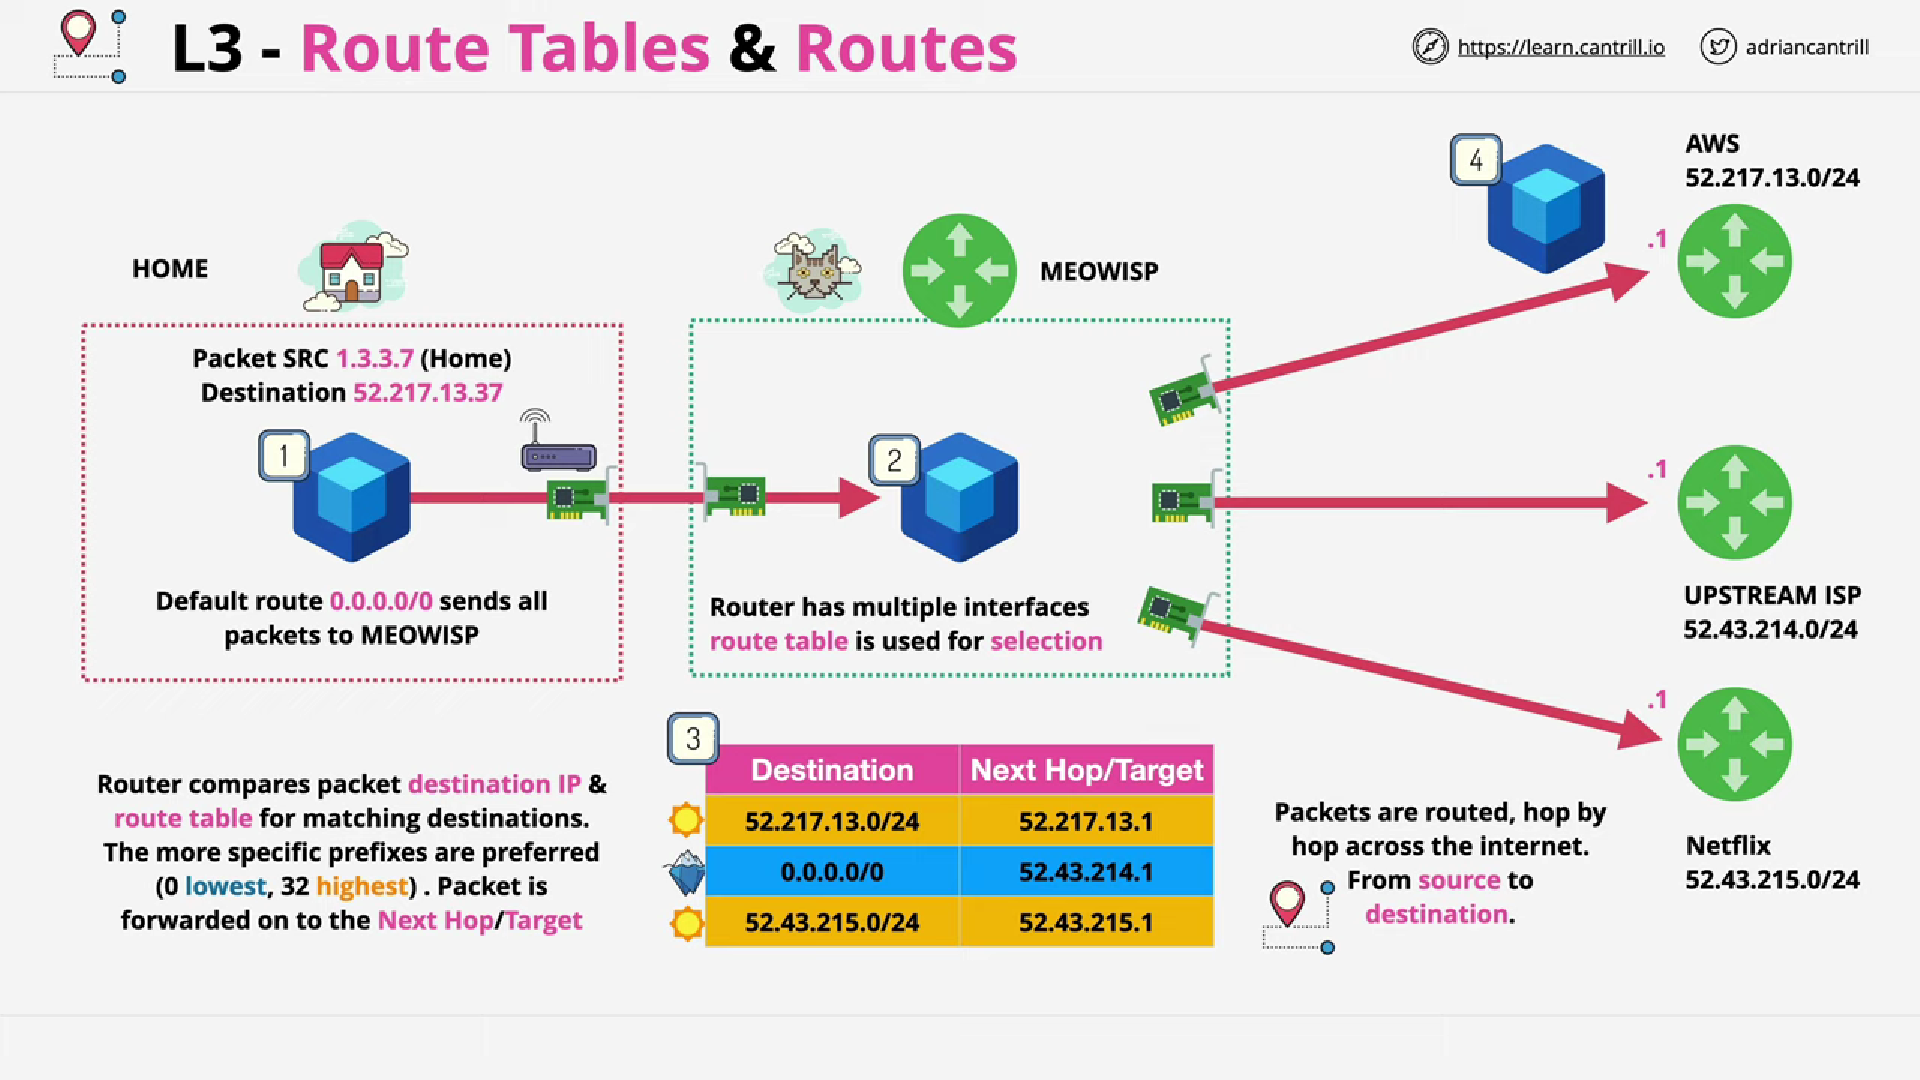 L3 - Route Tables & Routes
https://learn.cantrill.io
adriancantrill
HOME
Packet SRC 1.3.3.7 (Home)
Destination 52.217.13.37
1
Default route 0.0.0.0/0 sends all
packets to MEOWISP
MEOWISP
2
Router has multiple interfaces
route table is used for selection
4
AWS
52.217.13.0/24
.1
.1
UPSTREAM ISP
52.43.214.0/24
.1
Netflix
52.43.215.0/24
Router compares packet destination IP &
route table for matching destinations.
The more specific prefixes are preferred
(0 lowest, 32 highest) . Packet is
forwarded on to the Next Hop/Target
3
Destination Next Hop/Target
52.217.13.0/24 52.217.13.1
0.0.0.0/0 52.43.214.1
52.43.215.0/24 52.43.215.1
Packets are routed, hop by
hop across the internet.
From source to
destination.